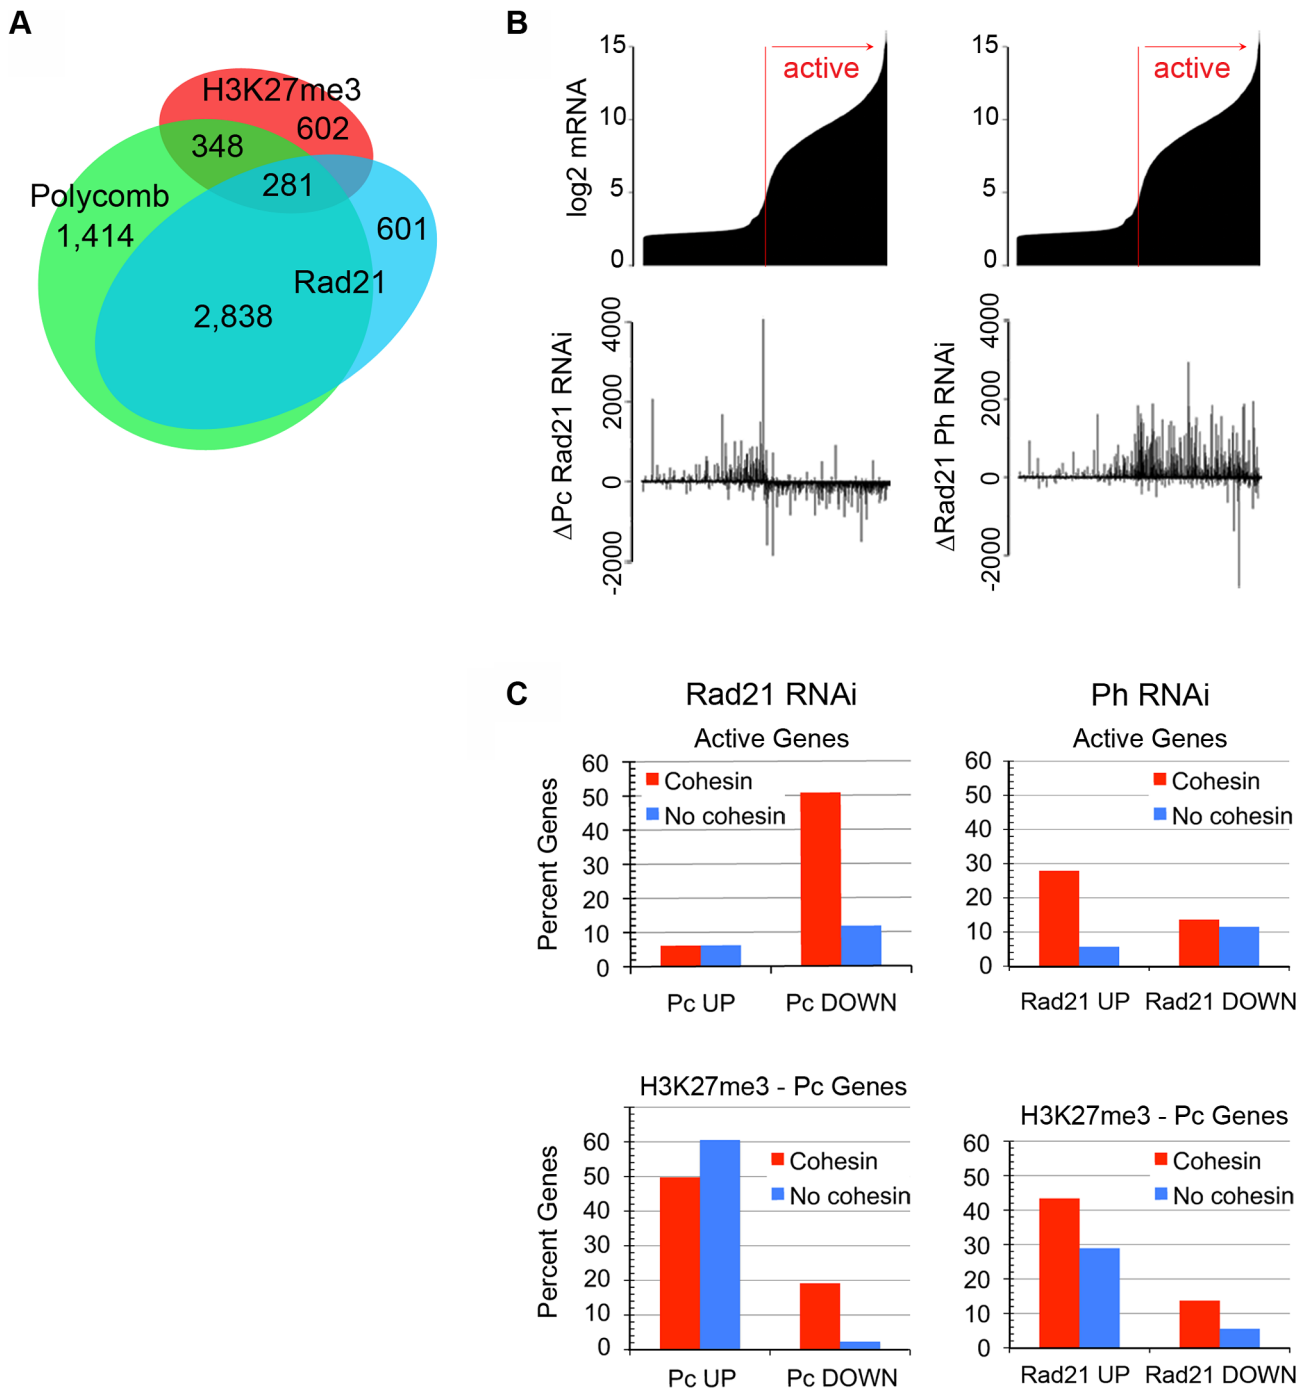 A
H3K27me3
602
348
281
Polycomb
1,414
601
Rad21
2,838
B
log2 mRNA
15
10
5
0
active
15
10
5
0
active
ΔPc Rad21 RNAi
4000
2000
0
-2000
ΔRad21 Ph RNAi
4000
2000
0
-2000
C
Rad21 RNAi
Active Genes
Percent Genes
60
50
40
30
20
10
0
Cohesin
No cohesin
Pc UP
Pc DOWN
Ph RNAi
Active Genes
60
50
40
30
20
10
0
Cohesin
No cohesin
Rad21 UP
Rad21 DOWN
H3K27me3 - Pc Genes
Percent Genes
60
50
40
30
20
10
0
Cohesin
No cohesin
Pc UP
Pc DOWN
H3K27me3 - Pc Genes
60
50
40
30
20
10
0
Cohesin
No cohesin
Rad21 UP
Rad21 DOWN